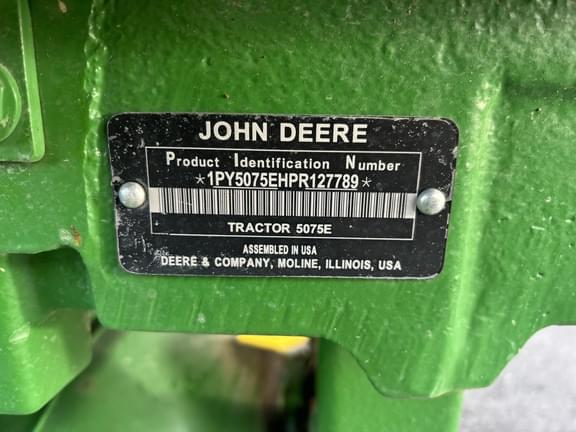 JOHN DEERE
Product Identification Number
*1PY5075EHPR127789*
TRACTOR 5075E
ASSEMBLED IN USA
DEERE & COMPANY, MOLINE, ILLINOIS, USA